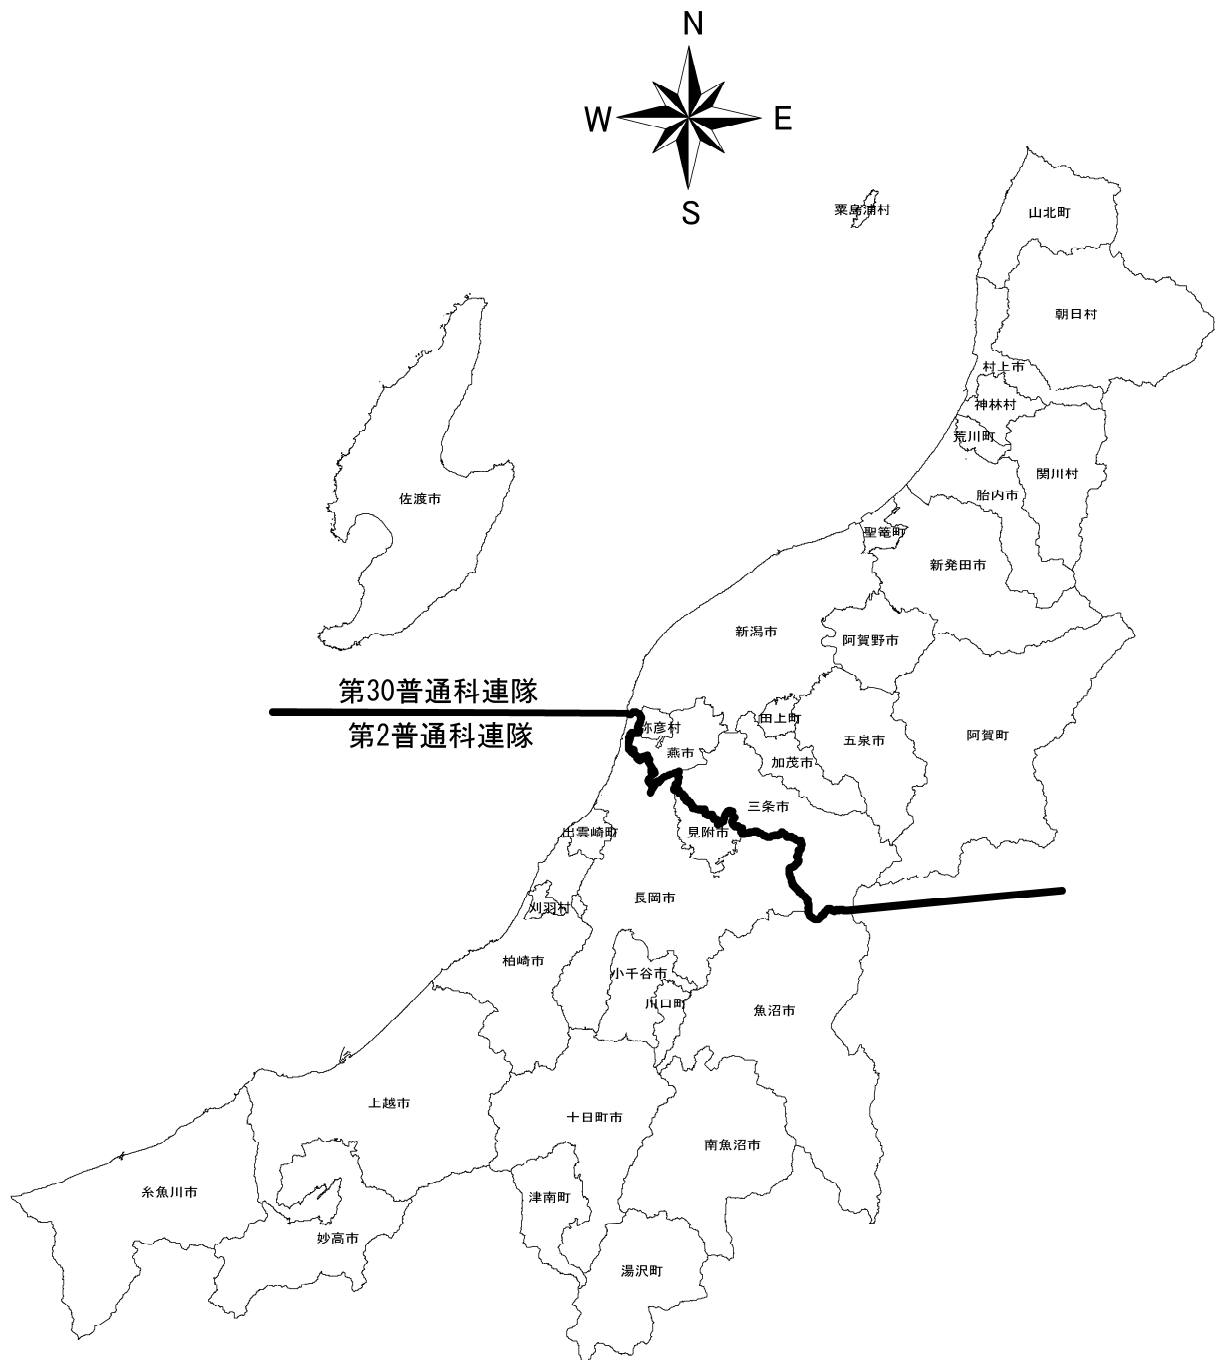 N
W
E
S
粟島浦村
山北町
朝日村
村上市
神林村
荒川町
関川村
佐渡市
胎内市
聖篭町
新発田市
新潟市
阿賀野市
第30普通科連隊
第2普通科連隊
弥彦村
田上町
阿賀町
五泉市
燕市
加茂市
三条市
出雲崎町
見附市
長岡市
刈羽村
柏崎市
小千谷市
川口町
魚沼市
上越市
十日町市
南魚沼市
糸魚川市
津南町
妙高市
湯沢町